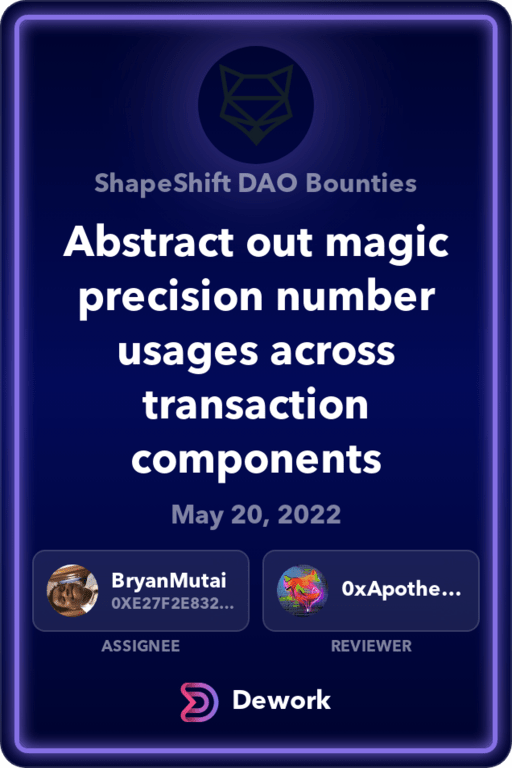 ShapeShift DAO Bounties
Abstract out magic
precision number
usages across
transaction
components
May 20, 2022
BryanMutai
0XE27F2E832...
0xApothe...
ASSIGNEE
REVIEWER
Dework